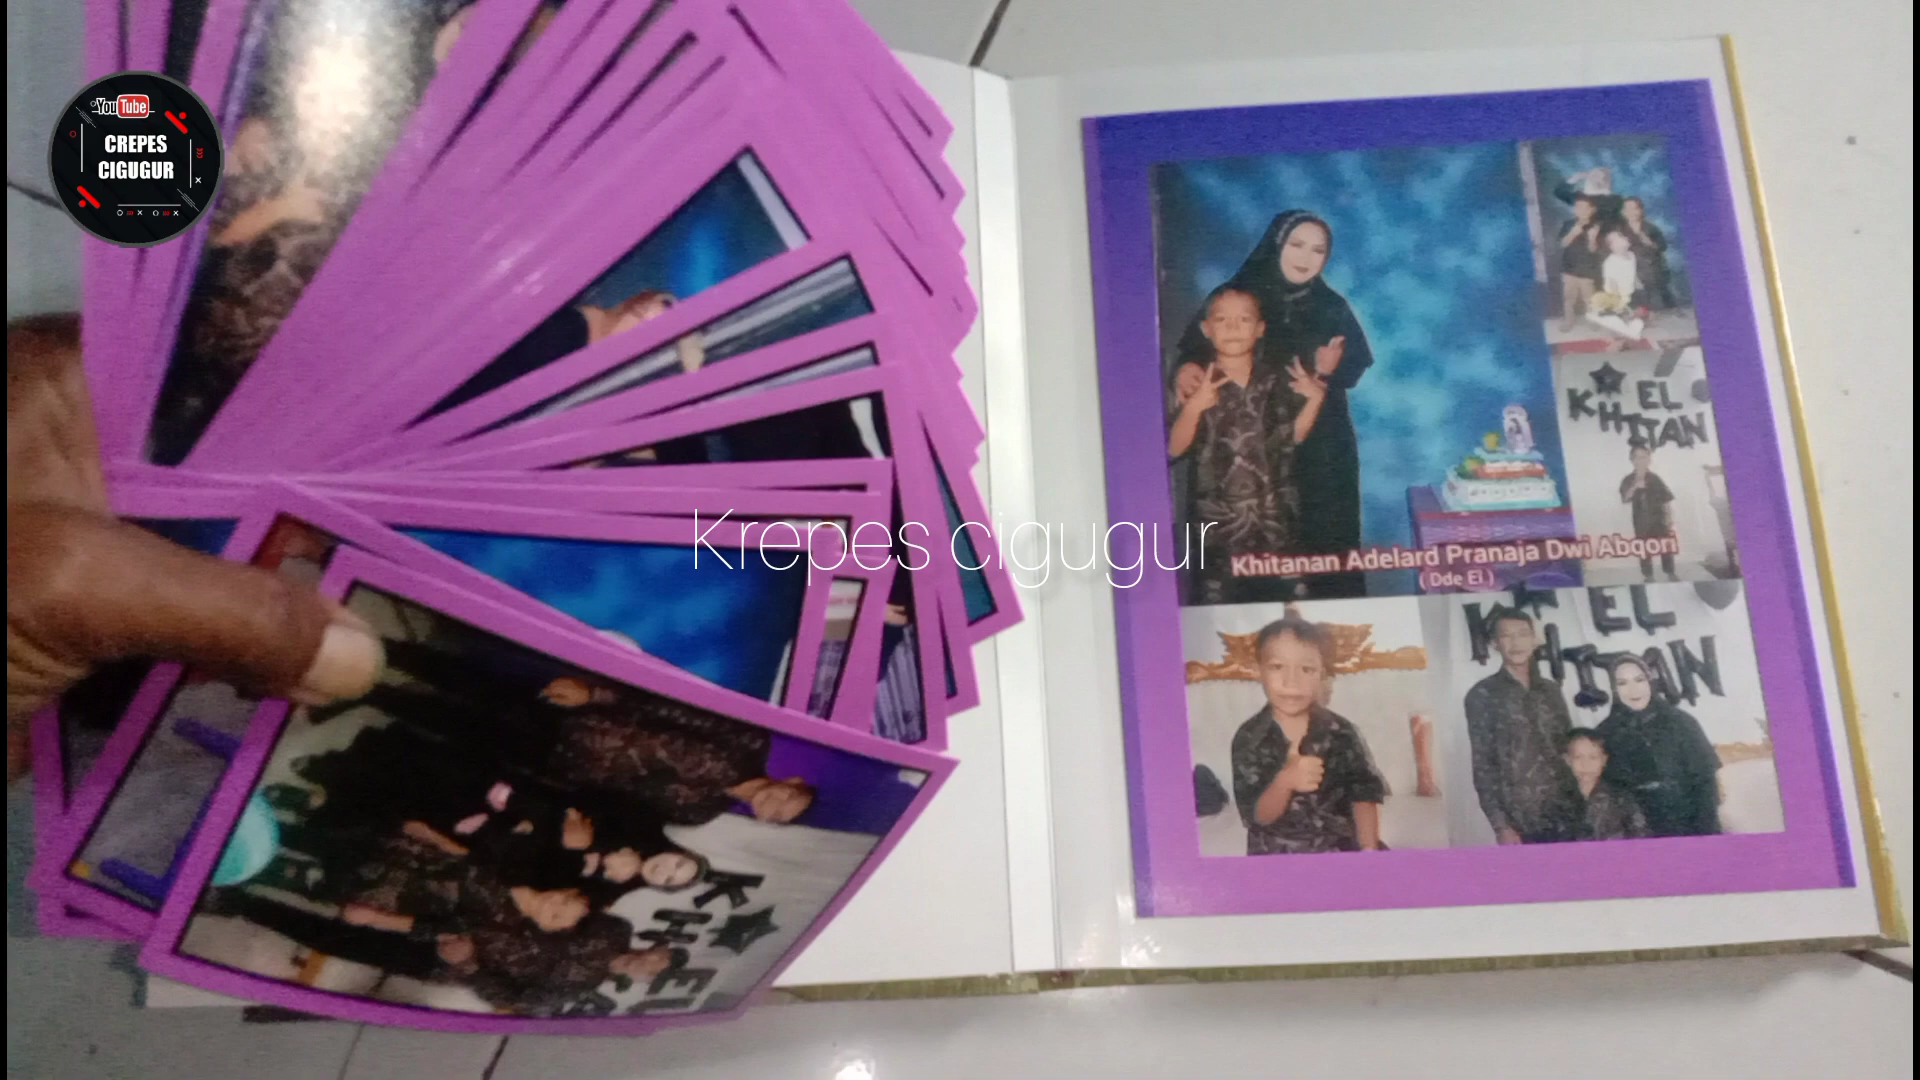 YouTube
CREPES
CIGUGUR
Krepes cigugur
EL
KHITAN
Khitanan Adelard Pranaja Dwi Abqori
( Dde El )
EL
KHITAN